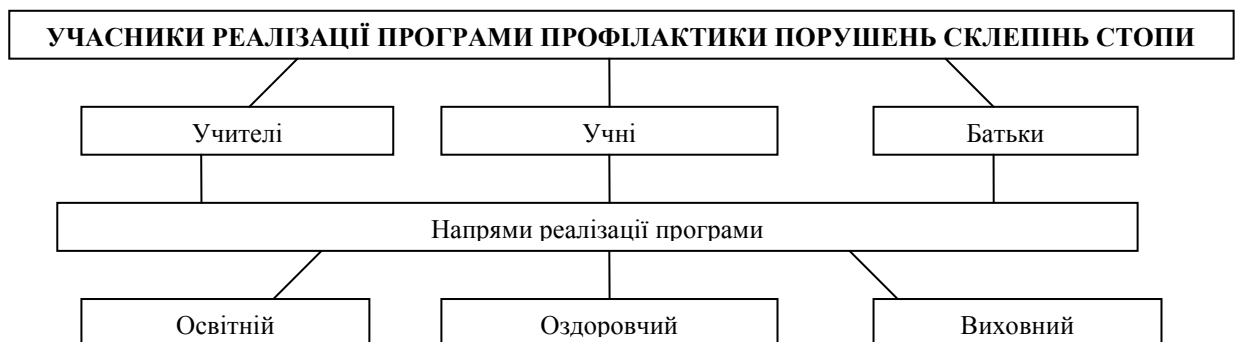 УЧАСНИКИ РЕАЛІЗАЦІЇ ПРОГРАМИ ПРОФІЛАКТИКИ ПОРУШЕНЬ СКЛЕПІНЬ СТОПИ
Учителі Учні Батьки
Напрями реалізації програми
Освітній Оздоровчий Виховний